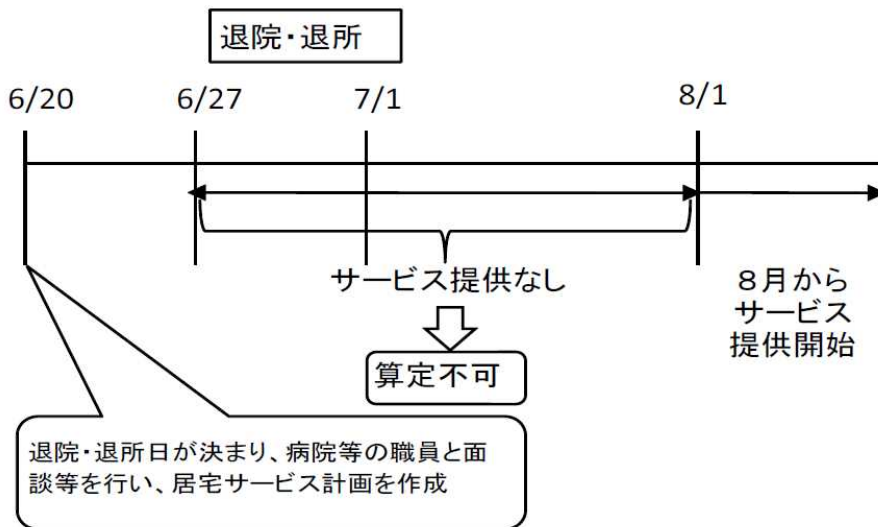 退院・退所
6/20
6/27
7/1
8/1
サービス提供なし
８月から
サービス
提供開始
算定不可
退院・退所日が決まり、病院等の職員と面
談等を行い、居宅サービス計画を作成